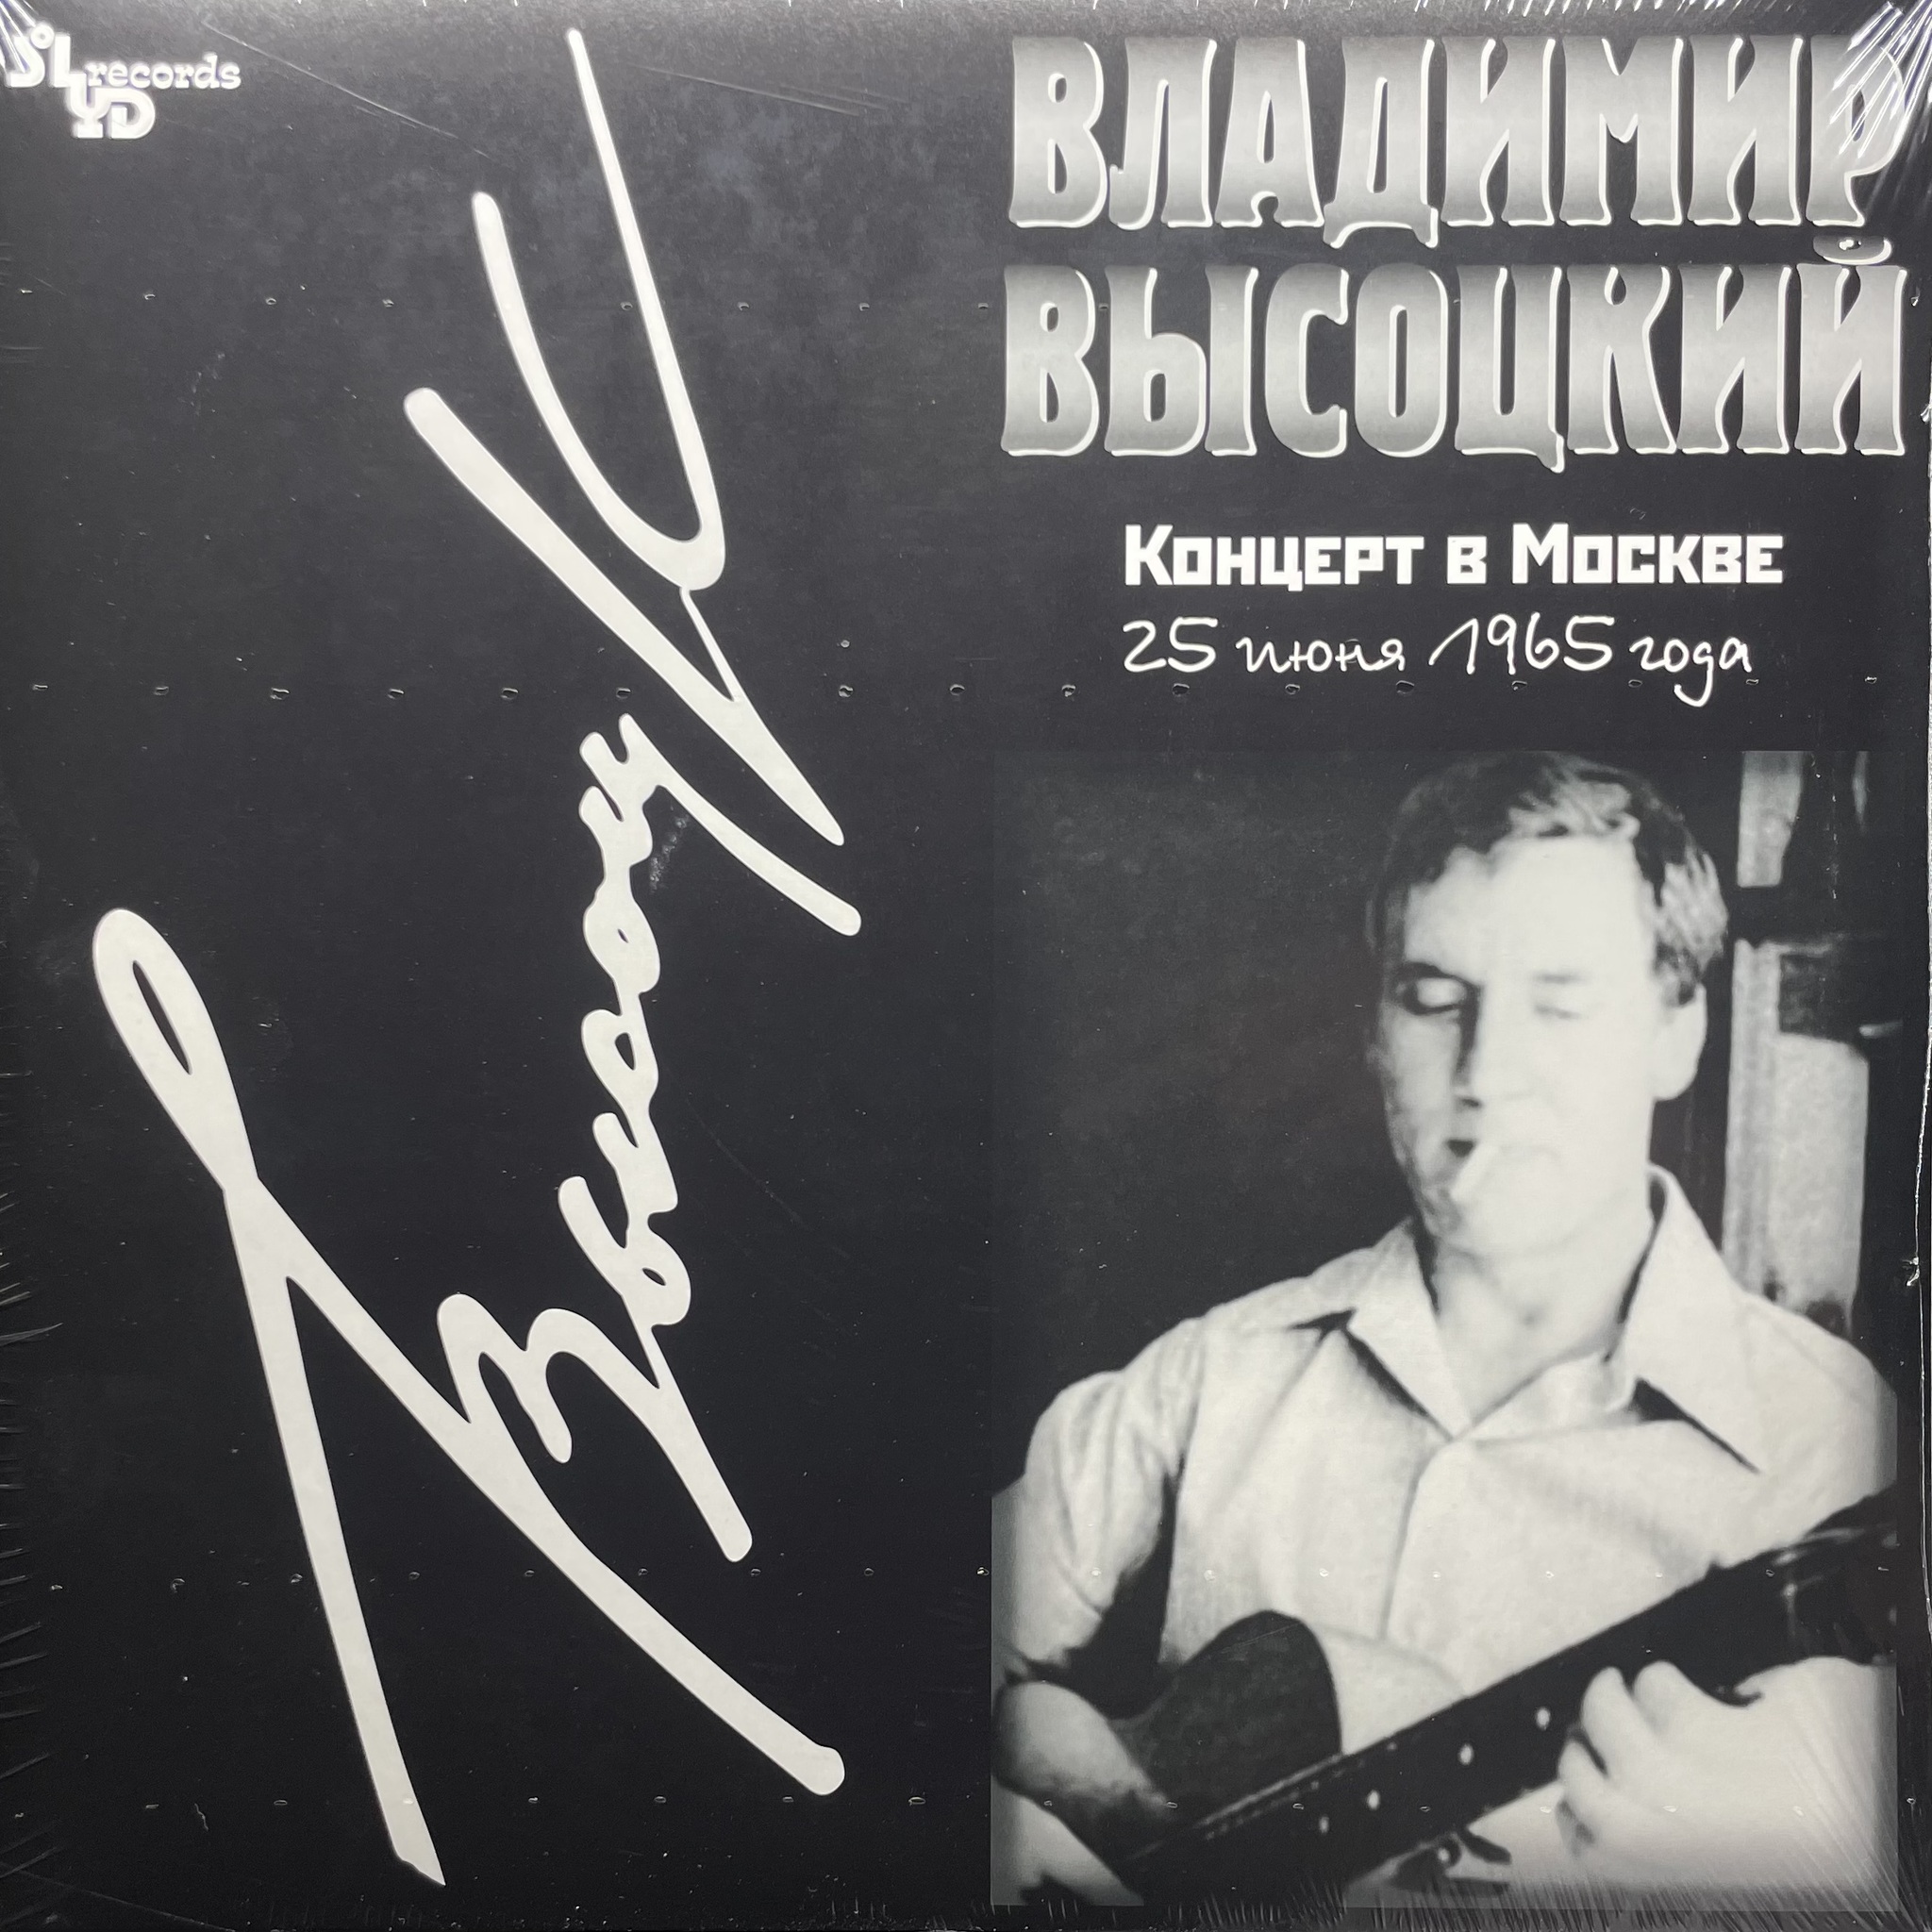 SOLYD records
ВЛАДИМИР
ВЫСОЦКИЙ
Концерт в Москве
25 июня 1965 года